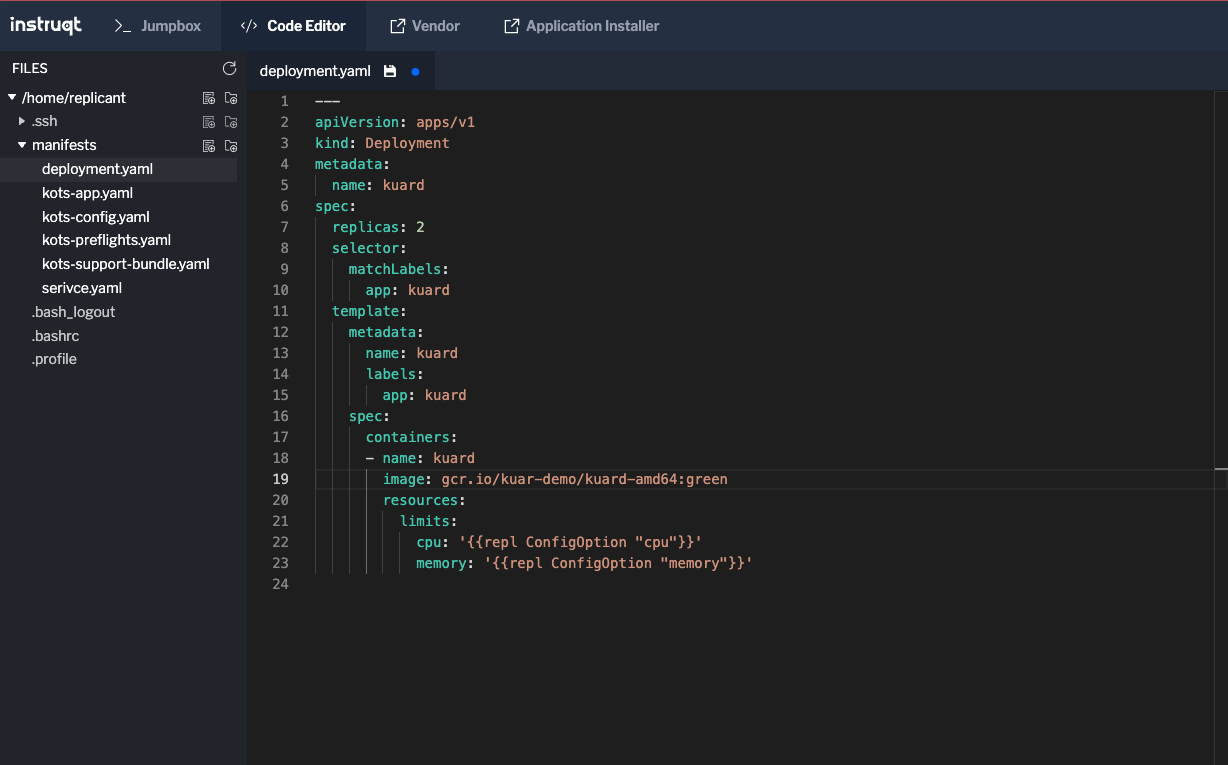 instruqt
>_ Jumpbox
</> Code Editor
Vendor
Application Installer
FILES
/home/replicant
.ssh
manifests
deployment.yaml
kots-app.yaml
kots-config.yaml
kots-preflights.yaml
kots-support-bundle.yaml
serivce.yaml
.bash_logout
.bashrc
.profile
deployment.yaml
1 ---
2 apiVersion: apps/v1
3 kind: Deployment
4 metadata:
5   name: kuard
6 spec:
7   replicas: 2
8   selector:
9     matchLabels:
10       app: kuard
11   template:
12     metadata:
13       name: kuard
14       labels:
15         app: kuard
16     spec:
17       containers:
18       - name: kuard
19         image: gcr.io/kuar-demo/kuard-amd64:green
20         resources:
21           limits:
22             cpu: '{{repl ConfigOption "cpu"}}'
23             memory: '{{repl ConfigOption "memory"}}'
24